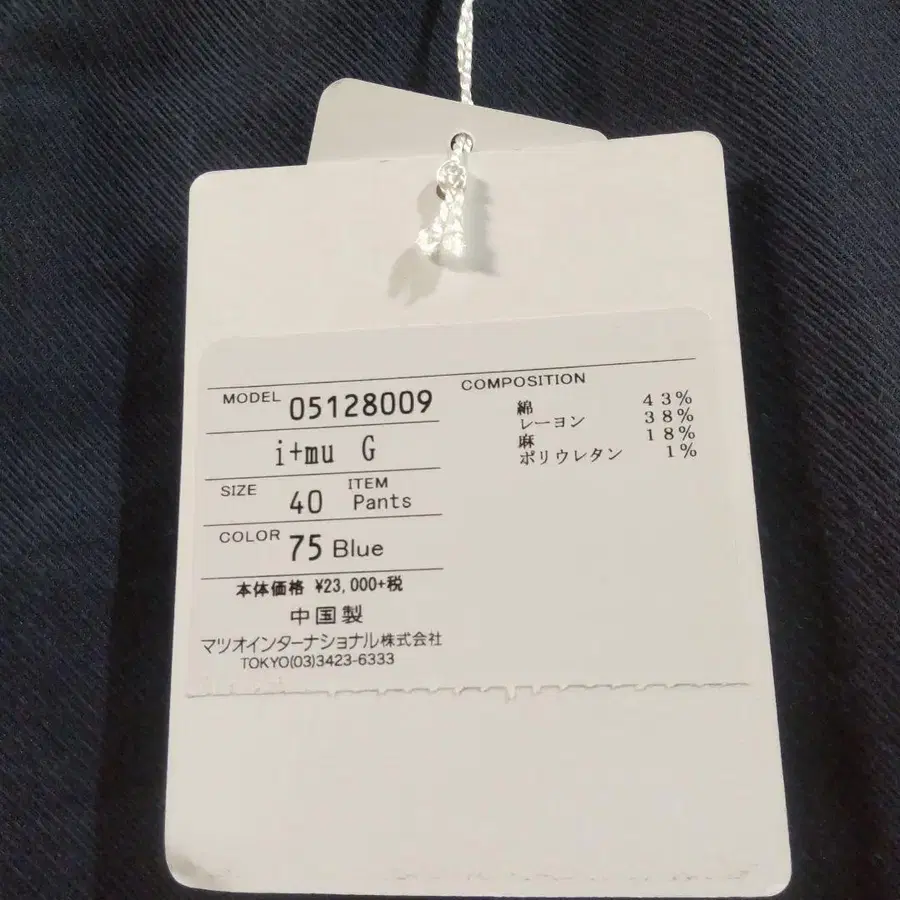 MODEL 05128009
i+mu G
SIZE 40 ITEM Pants
COLOR 75 Blue
本体価格 ¥23,000+税
中国製
マツオインターナショナル株式会社
TOKYO(03)3423-6333
COMPOSITION
綿 43%
レーヨン 38%
麻 18%
ポリウレタン 1%